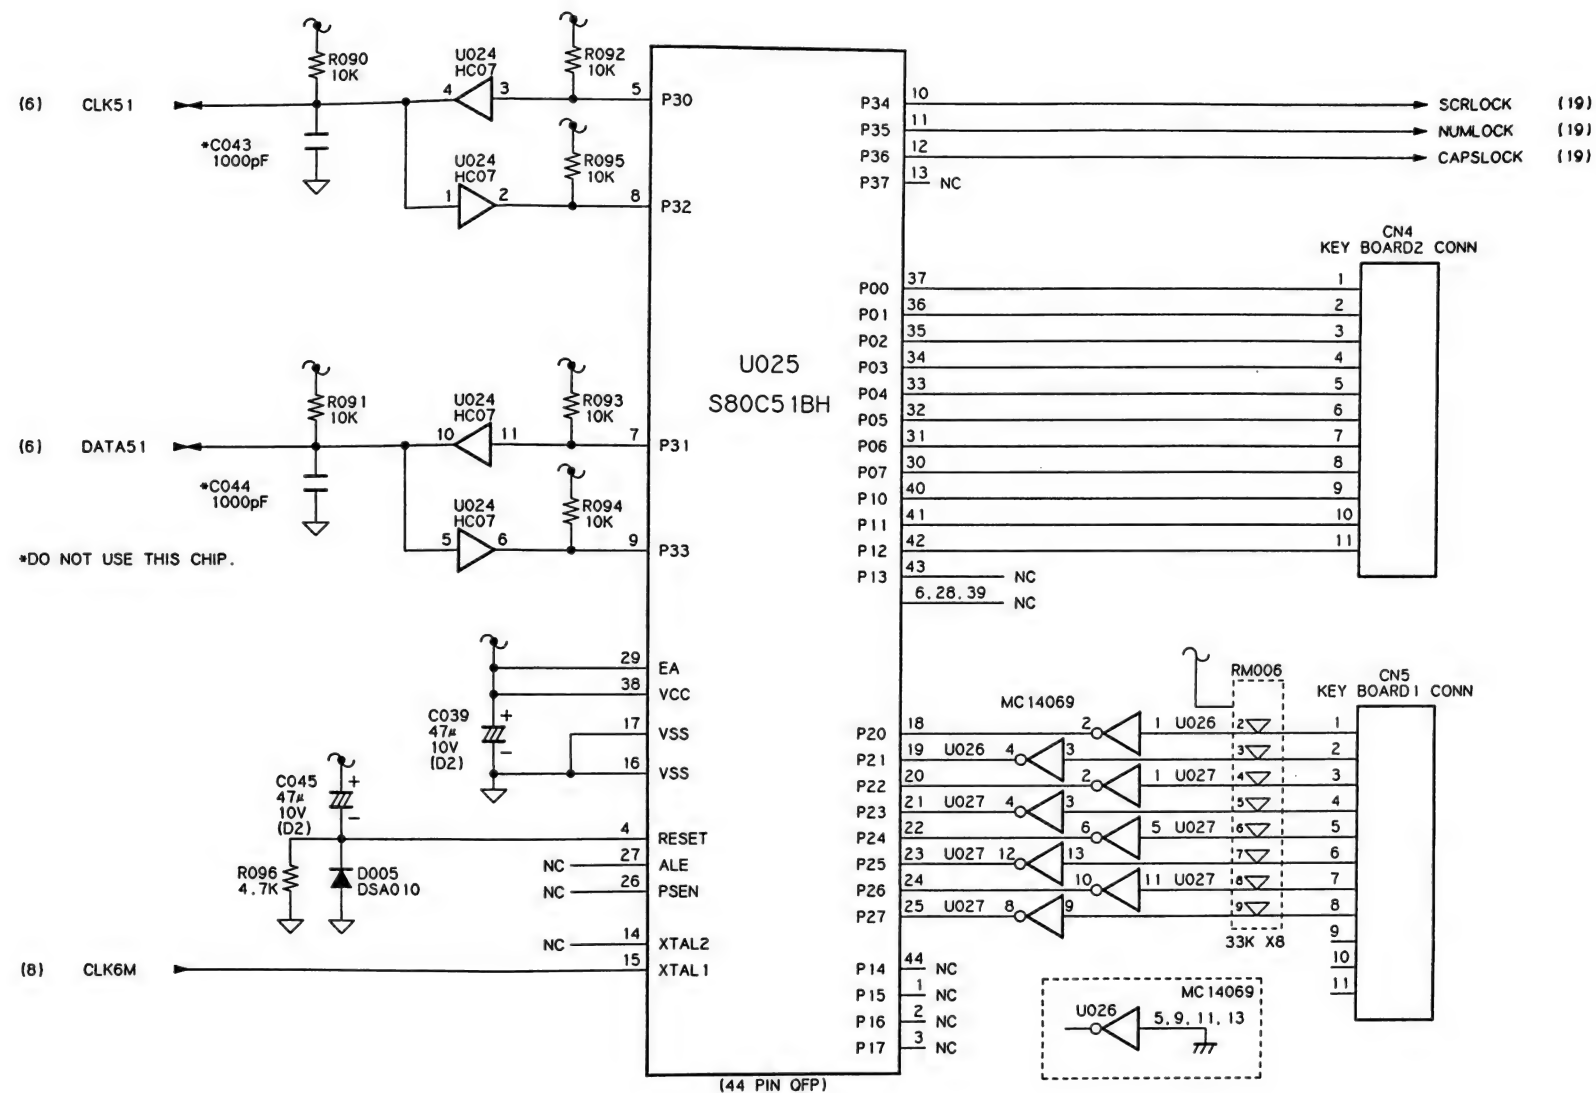 R090
10K
U024
HC07
R092
10K
(6) CLK51
4 3 5 P30
*C043
1000pF
U024
HC07
R095
10K
1 2 8 P32
P34 10 SCRLOCK (19)
P35 11 NUMLOCK (19)
P36 12 CAPSLOCK (19)
P37 13 NC
CN4
KEY BOARD2 CONN
P00 37 1
P01 36 2
P02 35 3
P03 34 4
P04 33 5
P05 32 6
P06 31 7
P07 30 8
P10 40 9
P11 41 10
P12 42 11
P13 43 NC
6,28,39 NC
U025
S80C51BH
R091
10K
U024
HC07
R093
10K
(6) DATA51
10 11 7 P31
*C044
1000pF
U024
HC07
R094
10K
5 6 9 P33
*DO NOT USE THIS CHIP.
29 EA
38 VCC
C039
47μ
10V
(D2)
+
−
17 VSS
16 VSS
C045
47μ
10V
(D2)
+
−
4 RESET
R096
4.7K
D005
DSA010
NC 27 ALE
NC 26 PSEN
NC 14 XTAL2
(8) CLK6M 15 XTAL1
RM006
CN5
KEY BOARD1 CONN
MC14069
P20 18 2 1 U026 2 1
P21 19 U026 4 3 3 2
P22 20 2 1 U027 4 3
P23 21 U027 4 3 5 4
P24 22 6 5 U027 6 5
P25 23 U027 12 13 7 6
P26 24 10 11 U027 8 7
P27 25 U027 8 9 9 8
33K X8
9
10
11
P14 44 NC
P15 1 NC
P16 2 NC
P17 3 NC
MC14069
U026
5,9,11,13
(44 PIN QFP)